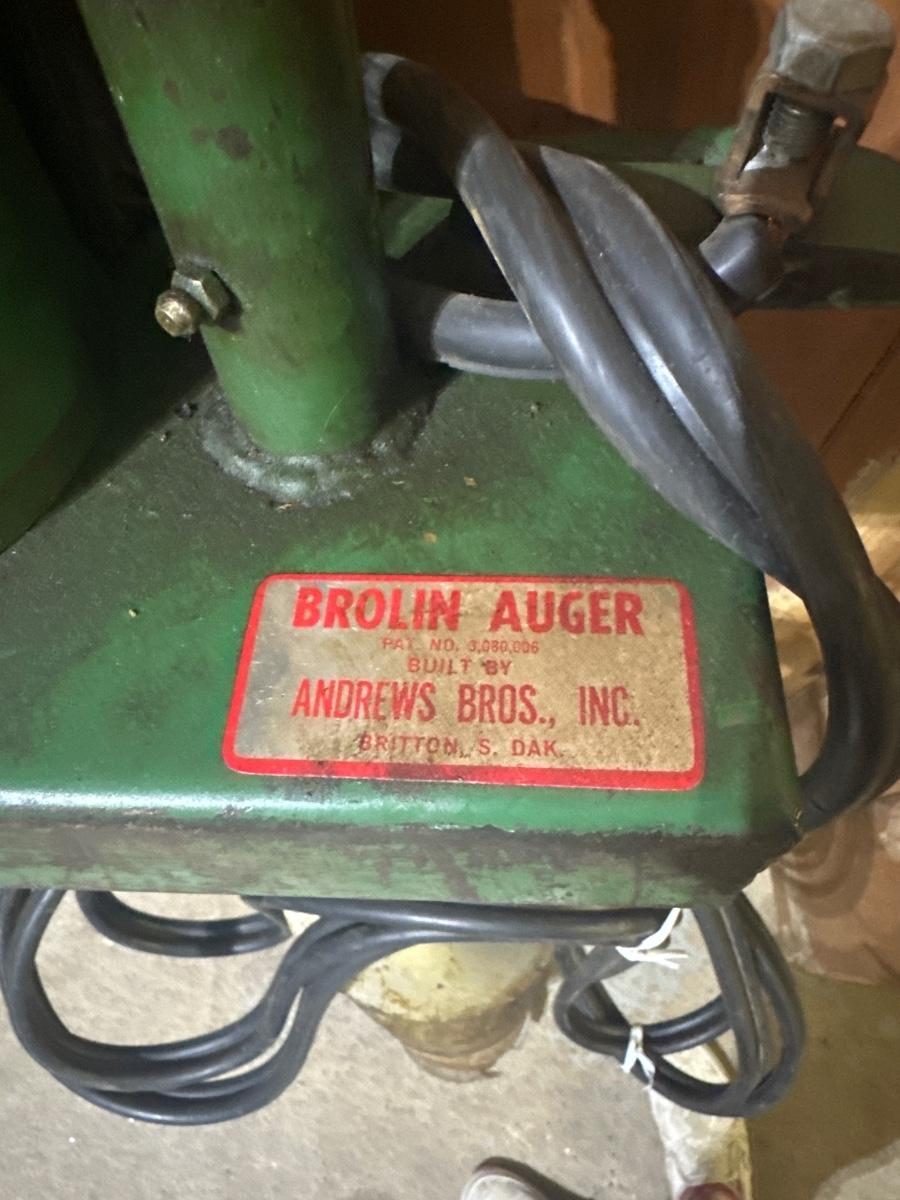 BROLIN AUGER
PAT. NO. 3,080,006
BUILT BY
ANDREWS BROS., INC.
BRITTON, S. DAK.